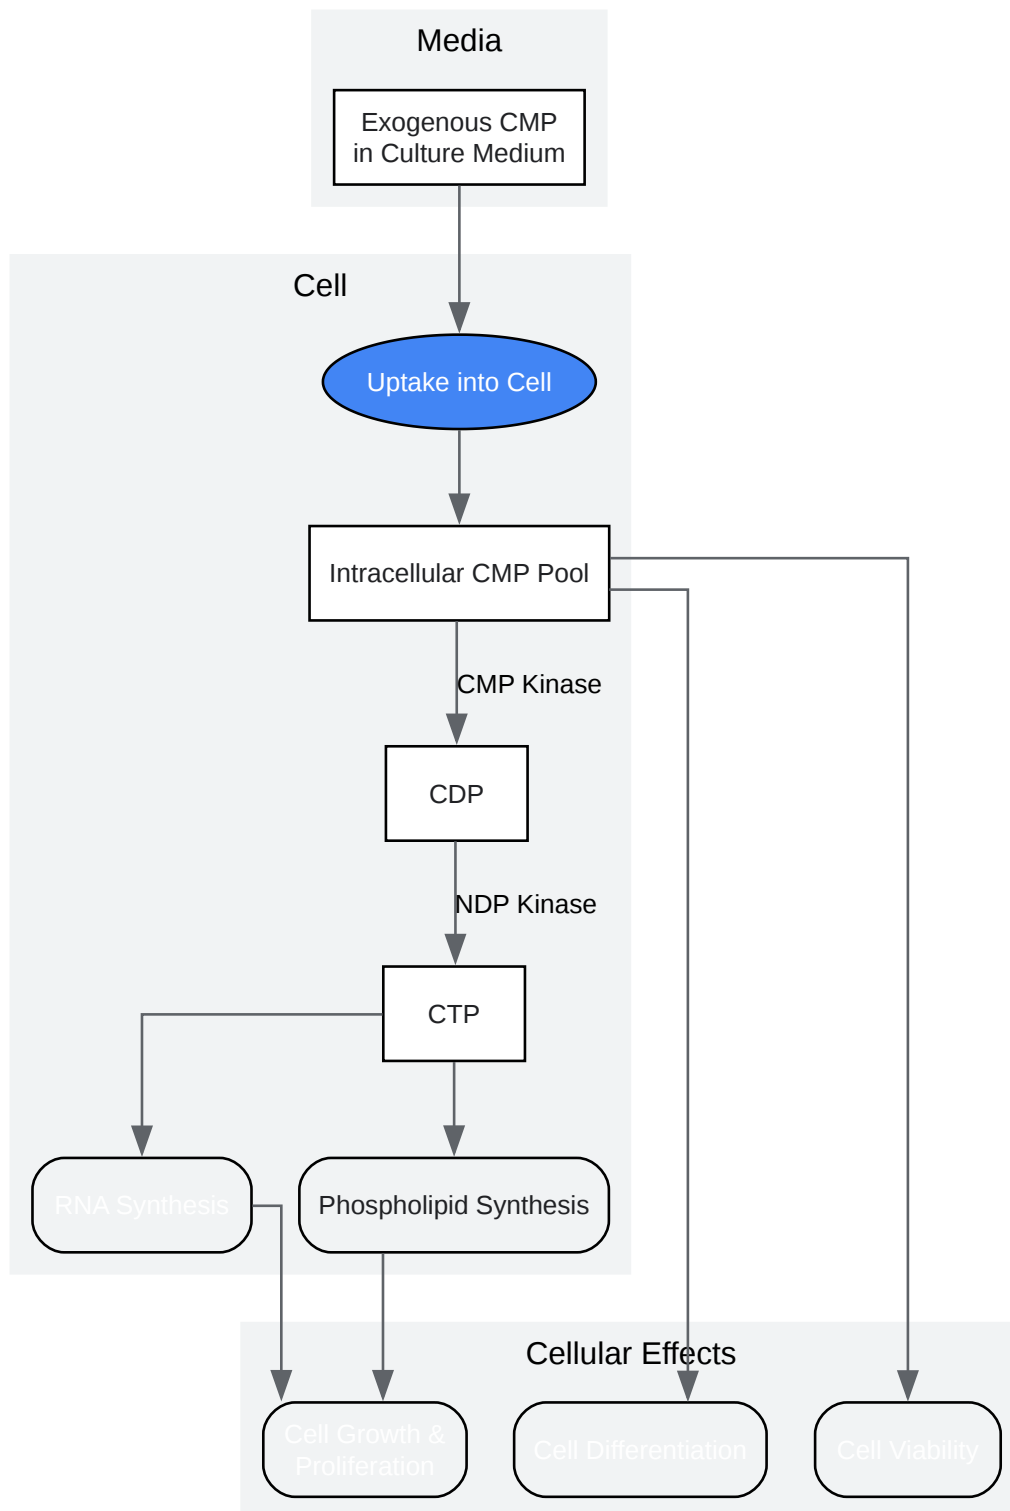 Media
Exogenous CMP
in Culture Medium
Cell
Uptake into Cell
Intracellular CMP Pool
CMP Kinase
CDP
NDP Kinase
CTP
RNA Synthesis
Phospholipid Synthesis
Cellular Effects
Cell Growth &
Proliferation
Cell Differentiation
Cell Viability